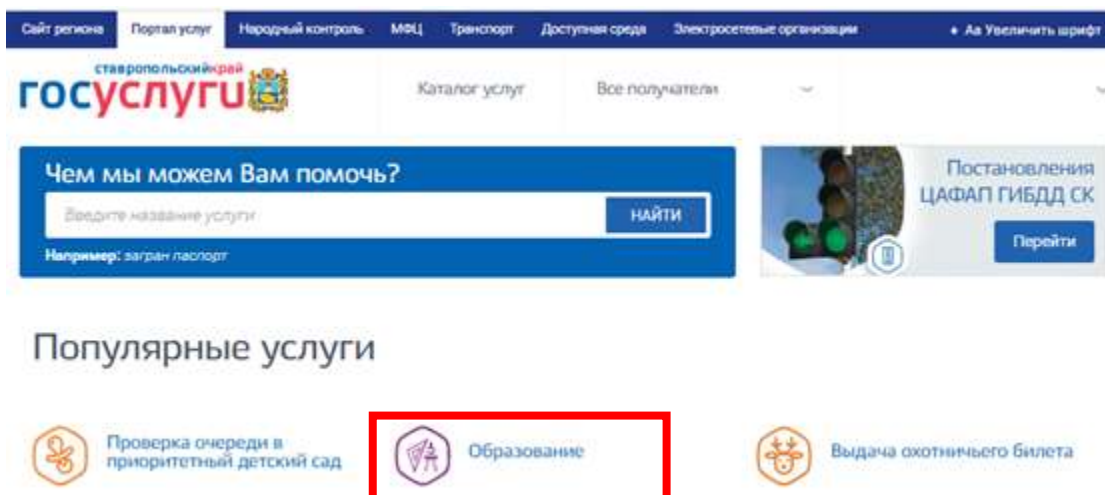 Сайт региона Портал услуг Народный контроль МФЦ Транспорт Доступная среда Электросетевые организации + Аа Увеличить шрифт
ставропольский край
госуслуги
Каталог услуг Все получатели
Чем мы можем Вам помочь?
Введите название услуги НАЙТИ
Например: загран паспорт
Постановления
ЦАФАП ГИБДД СК
Перейти
Популярные услуги
Проверка очереди в
приоритетный детский сад
Образование
Выдача охотничьего билета